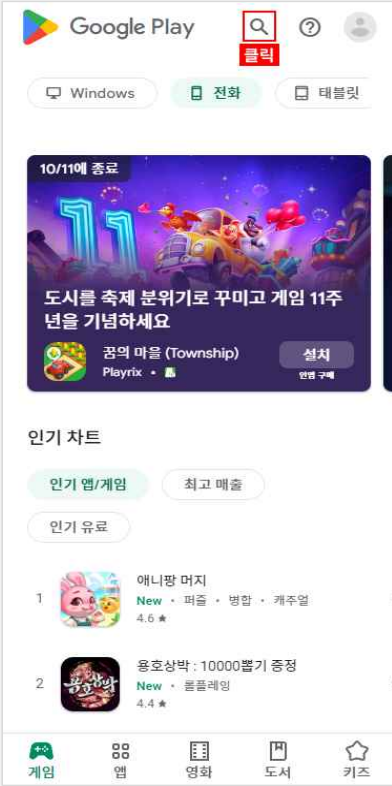 Google Play
클릭
Windows
전화
태블릿
10/11에 종료
11
도시를 축제 분위기로 꾸미고 게임 11주
년을 기념하세요
꿈의 마을 (Township)
Playrix •
설치
인앱 구매
인기 차트
인기 앱/게임
최고 매출
인기 유료
1
애니팡 머지
New • 퍼즐 • 병합 • 캐주얼
4.6 ★
2
용호상박
용호상박 : 10000뽑기 증정
New • 롤플레잉
4.4 ★
게임
앱
영화
도서
키즈